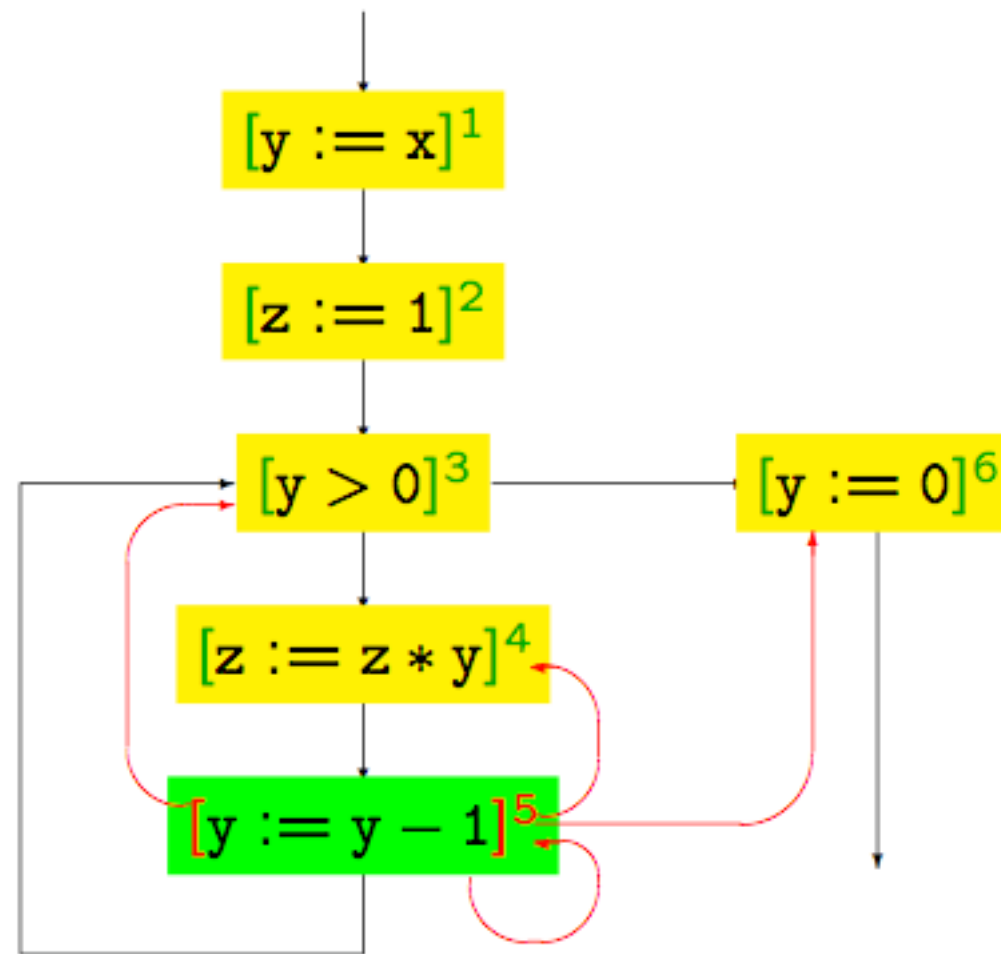 [y := x]¹
[z := 1]²
[y > 0]³
[y := 0]⁶
[z := z * y]⁴
[y := y − 1]⁵